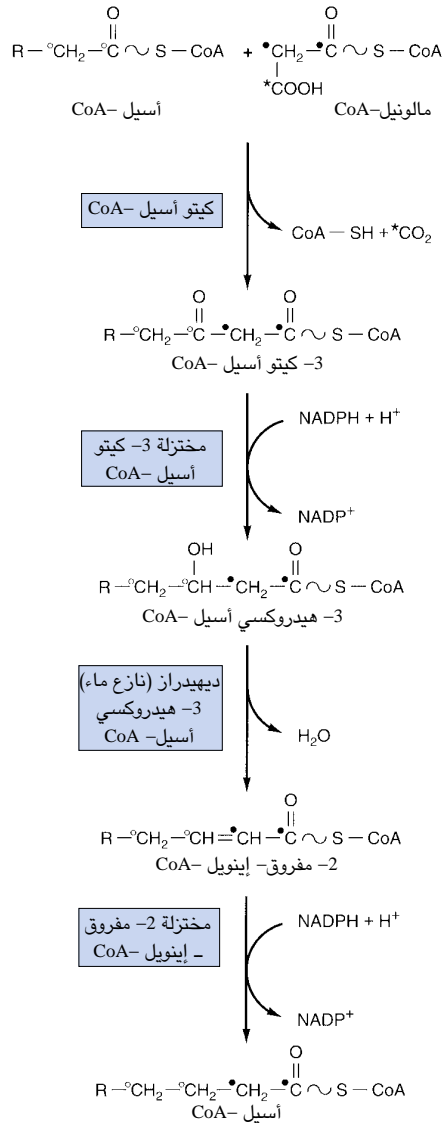 O
R—°CH₂—°C～S—CoA + •CH₂—•C～S—CoA
O
*COOH
أسيل –CoA
مالونيل–CoA
كيتو أسيل –CoA
CoA—SH + *CO₂
O O
R—°CH₂—°C—•CH₂—•C～S—CoA
3– كيتو أسيل –CoA
NADPH + H⁺
مختزلة 3– كيتو
أسيل –CoA
NADP⁺
OH O
R—°CH₂—°CH—•CH₂—•C～S—CoA
3– هيدروكسي أسيل –CoA
ديهيدراز (نازع ماء)
3– هيدروكسي
أسيل– CoA
H₂O
O
R—°CH₂—°CH=•CH—•C～S—CoA
2– مفروق– إينويل –CoA
NADPH + H⁺
مختزلة 2– مفروق
– إينويل –CoA
NADP⁺
O
R—°CH₂—°CH₂—•CH₂—•C～S—CoA
أسيل –CoA